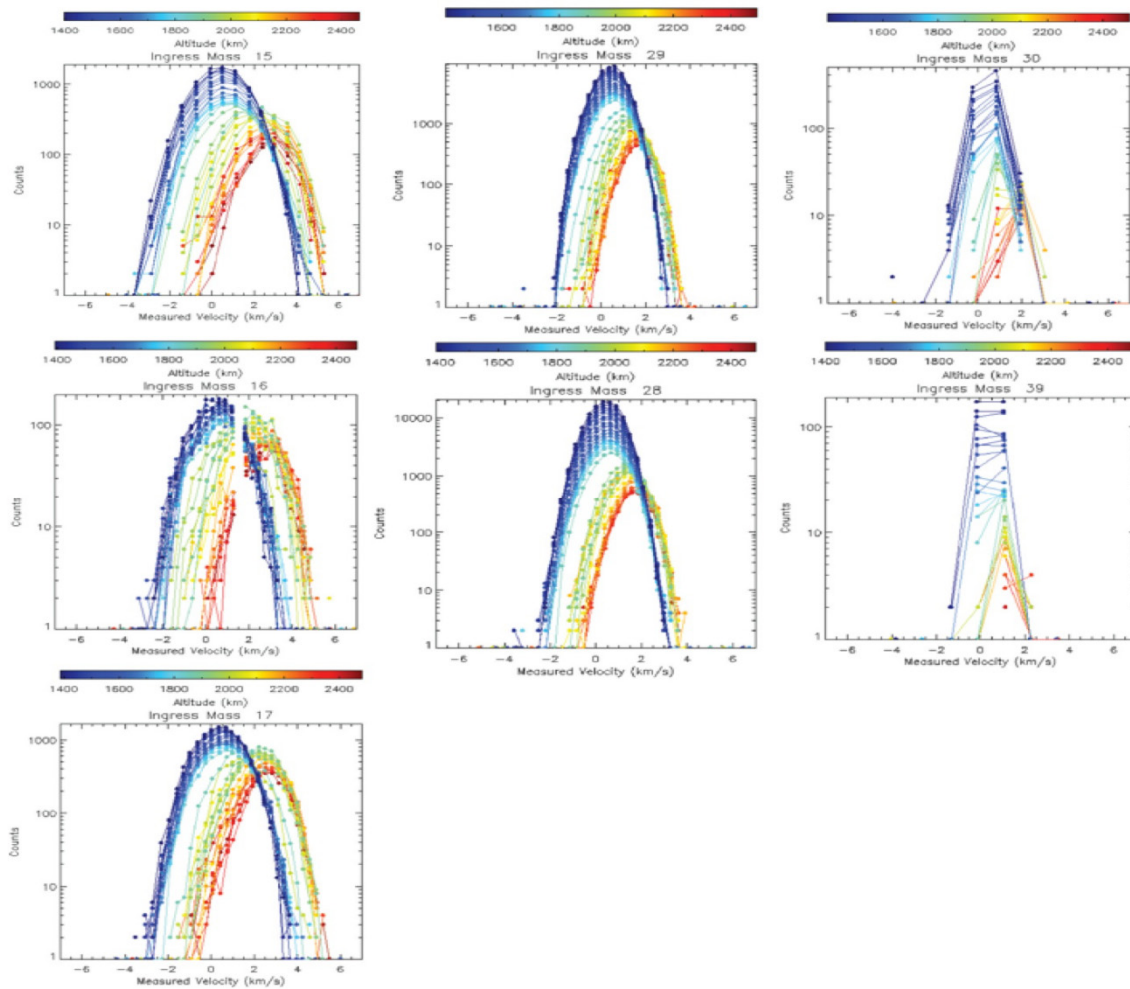 1400 1600 1800 2000 2200
Altitude (km)
Ingress Mass 15
1000
100
10
1
Counts
-6 -4 -2 0 2 4 6
Measured Velocity (km/s)
1600 1800 2000 2200 2400
Altitude (km)
Ingress Mass 29
1000
100
10
1
Counts
-6 -4 -2 0 2 4 6
Measured Velocity (km/s)
1600 1800 2000 2200 2400
Altitude (km)
Ingress Mass 30
100
10
1
Counts
-6 -4 -2 0 2 4 6
Measured Velocity (km/s)
1400 1600 1800 2000 2200
Altitude (km)
Ingress Mass 16
100
10
1
Counts
-6 -4 -2 0 2 4 6
Measured Velocity (km/s)
1400 1600 1800 2000 2200
Altitude (km)
Ingress Mass 28
10000
1000
100
10
1
Counts
-6 -4 -2 0 2 4 6
Measured Velocity (km/s)
1400 1600 1800 2000 2200
Altitude (km)
Ingress Mass 39
100
10
1
Counts
-6 -4 -2 0 2 4 6
Measured Velocity (km/s)
1400 1600 1800 2000 2200
Altitude (km)
Ingress Mass 17
1000
100
10
1
Counts
-6 -4 -2 0 2 4 6
Measured Velocity (km/s)